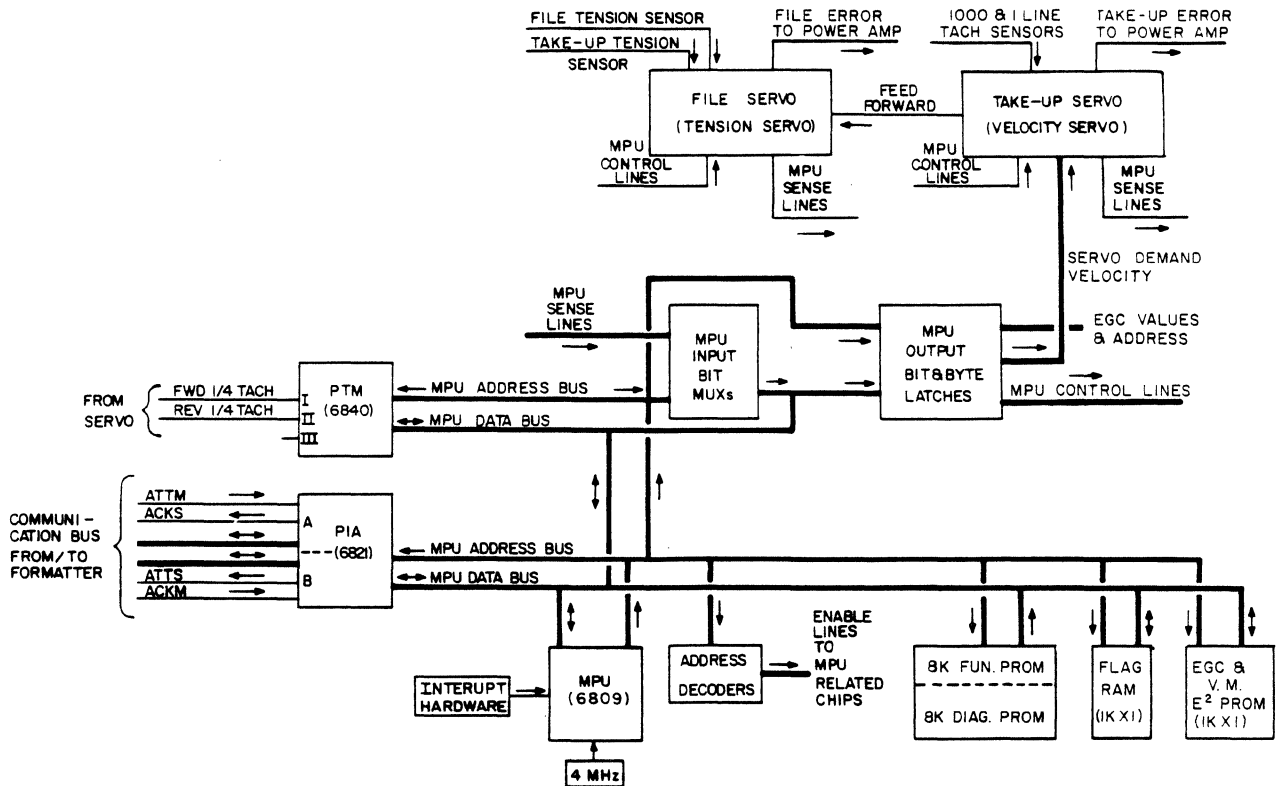 FILE TENSION SENSOR
TAKE-UP TENSION
SENSOR
FILE ERROR
TO POWER AMP
1000 & 1 LINE
TACH SENSORS
TAKE-UP ERROR
TO POWER AMP
FILE SERVO
(TENSION SERVO)
FEED
FORWARD
TAKE-UP SERVO
(VELOCITY SERVO)
MPU
CONTROL
LINES
MPU
SENSE
LINES
MPU
CONTROL
LINES
MPU
SENSE
LINES
SERVO DEMAND
VELOCITY
MPU
SENSE
LINES
MPU
INPUT
BIT
MUXs
MPU
OUTPUT
BIT&BYTE
LATCHES
EGC VALUES
& ADDRESS
MPU CONTROL LINES
FROM
SERVO
FWD 1/4 TACH
REV 1/4 TACH
I
II
III
PTM
(6840)
MPU ADDRESS BUS
MPU DATA BUS
COMMUNI-
CATION BUS
FROM/TO
FORMATTER
ATTM
ACKS
ATTS
ACKM
A
B
PIA
(6821)
MPU ADDRESS BUS
MPU DATA BUS
INTERUPT
HARDWARE
MPU
(6809)
4 MHz
ADDRESS
DECODERS
ENABLE
LINES
TO
MPU
RELATED
CHIPS
8K FUN. PROM
8K DIAG. PROM
FLAG
RAM
(1K X 1)
EGC &
V. M.
E² PROM
(1K X 1)